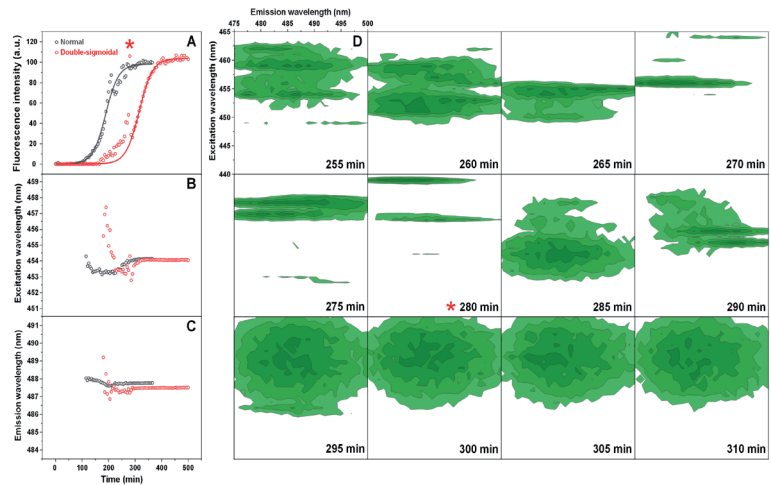 Emission wavelength (nm)
475 480 485 490 495 500
*
A
Normal
Double-sigmoidal
Fluorescence intensity (a.u.)
120
100
80
60
40
20
0
B
Excitation wavelength (nm)
459
458
457
456
455
454
453
452
461
C
Emission wavelength (nm)
491
490
489
488
487
486
485
484
0 100 200 300 400 500
Time (min)
D
Excitation wavelength (nm)
465
460
455
450
445
440
255 min
260 min
265 min
270 min
275 min
* 280 min
285 min
290 min
295 min
300 min
305 min
310 min